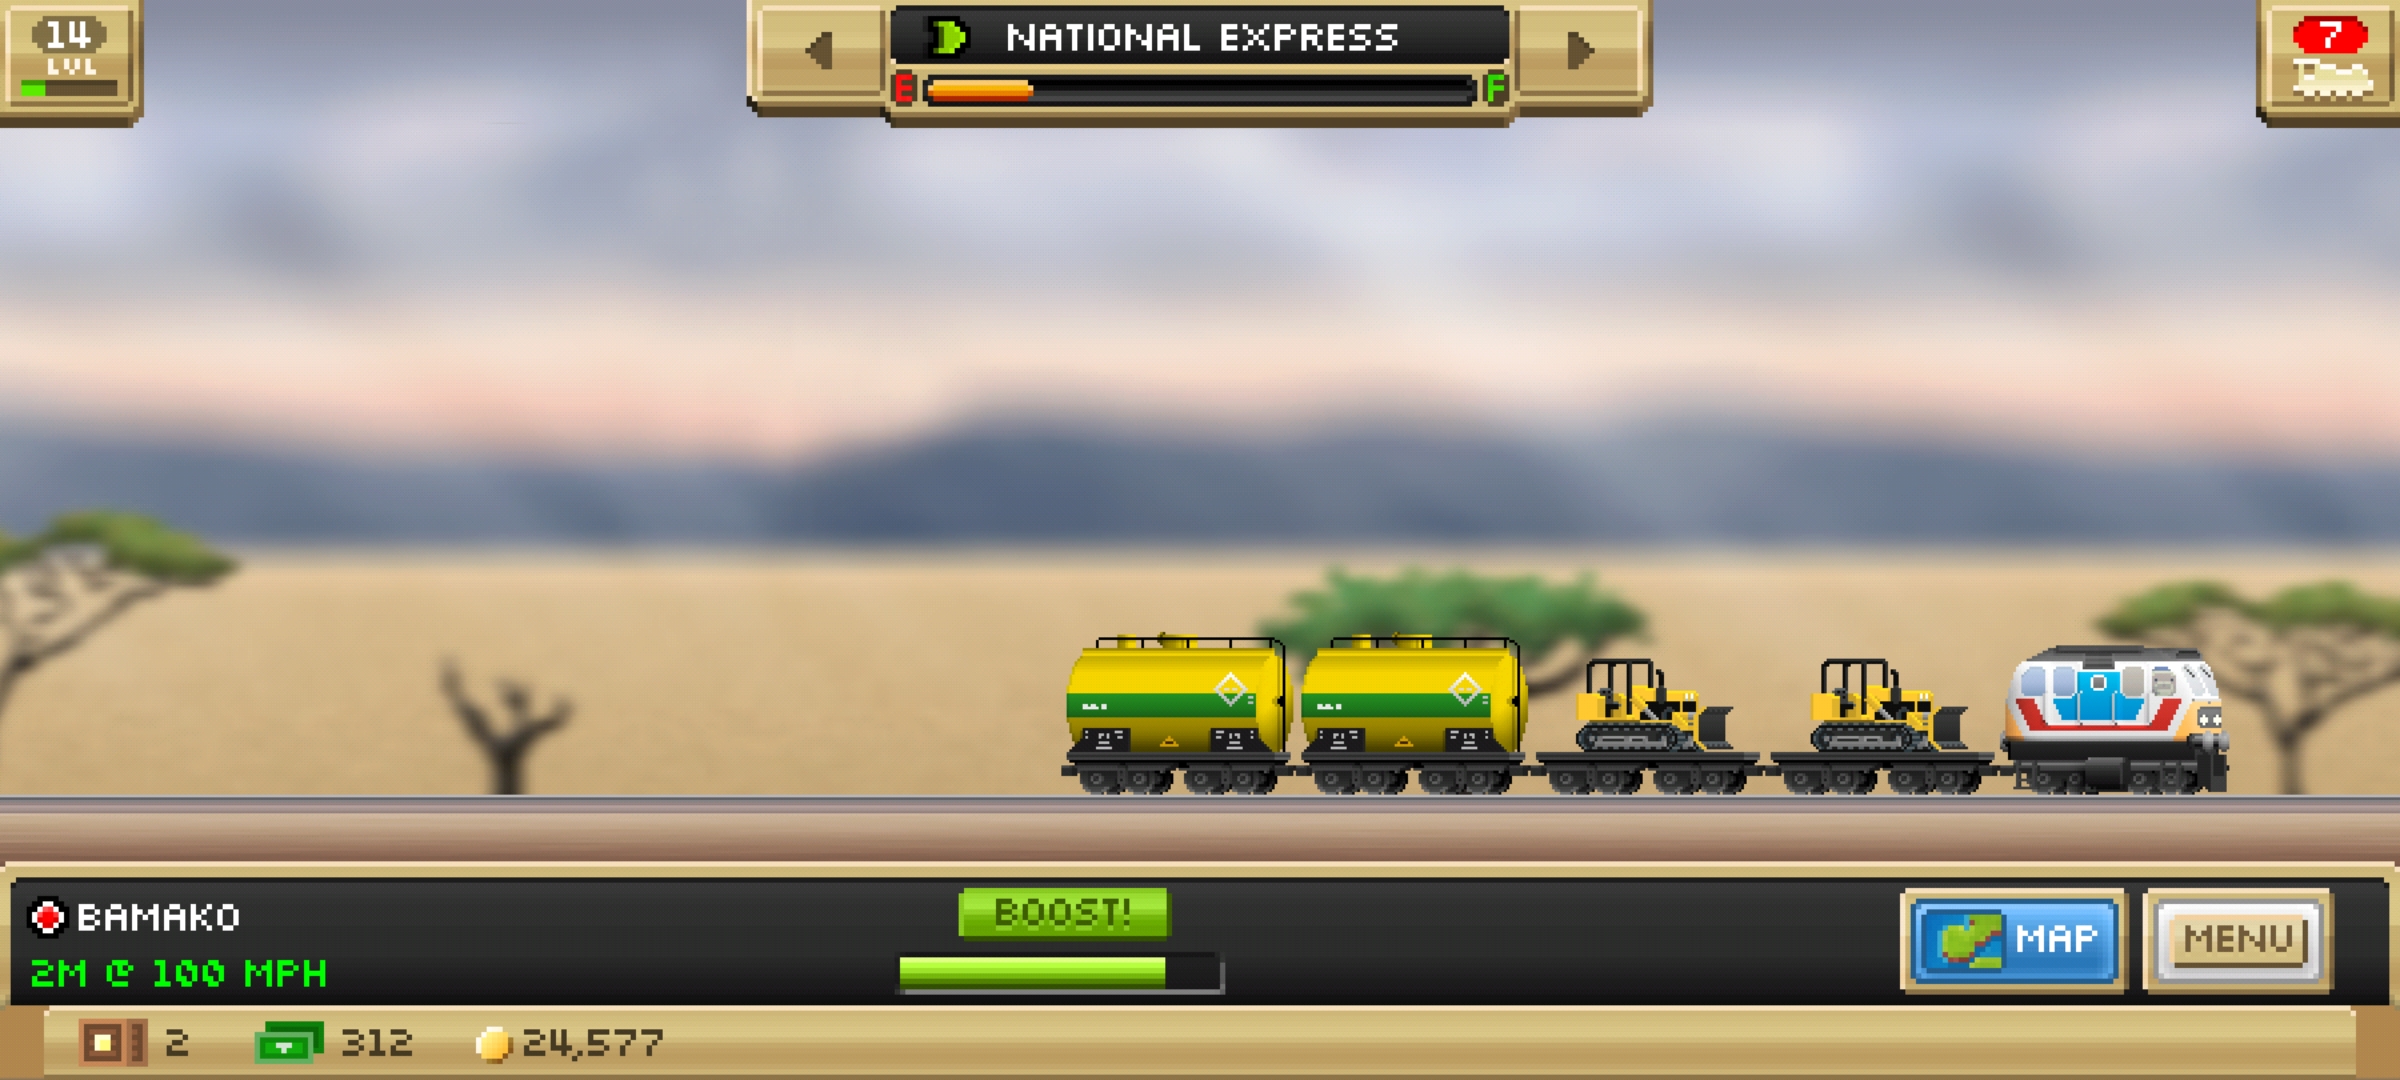 14
LVL
NATIONAL EXPRESS
E F
7
BAMAKO
2M @ 100 MPH
BOOST!
MAP
MENU
2 312 24,577